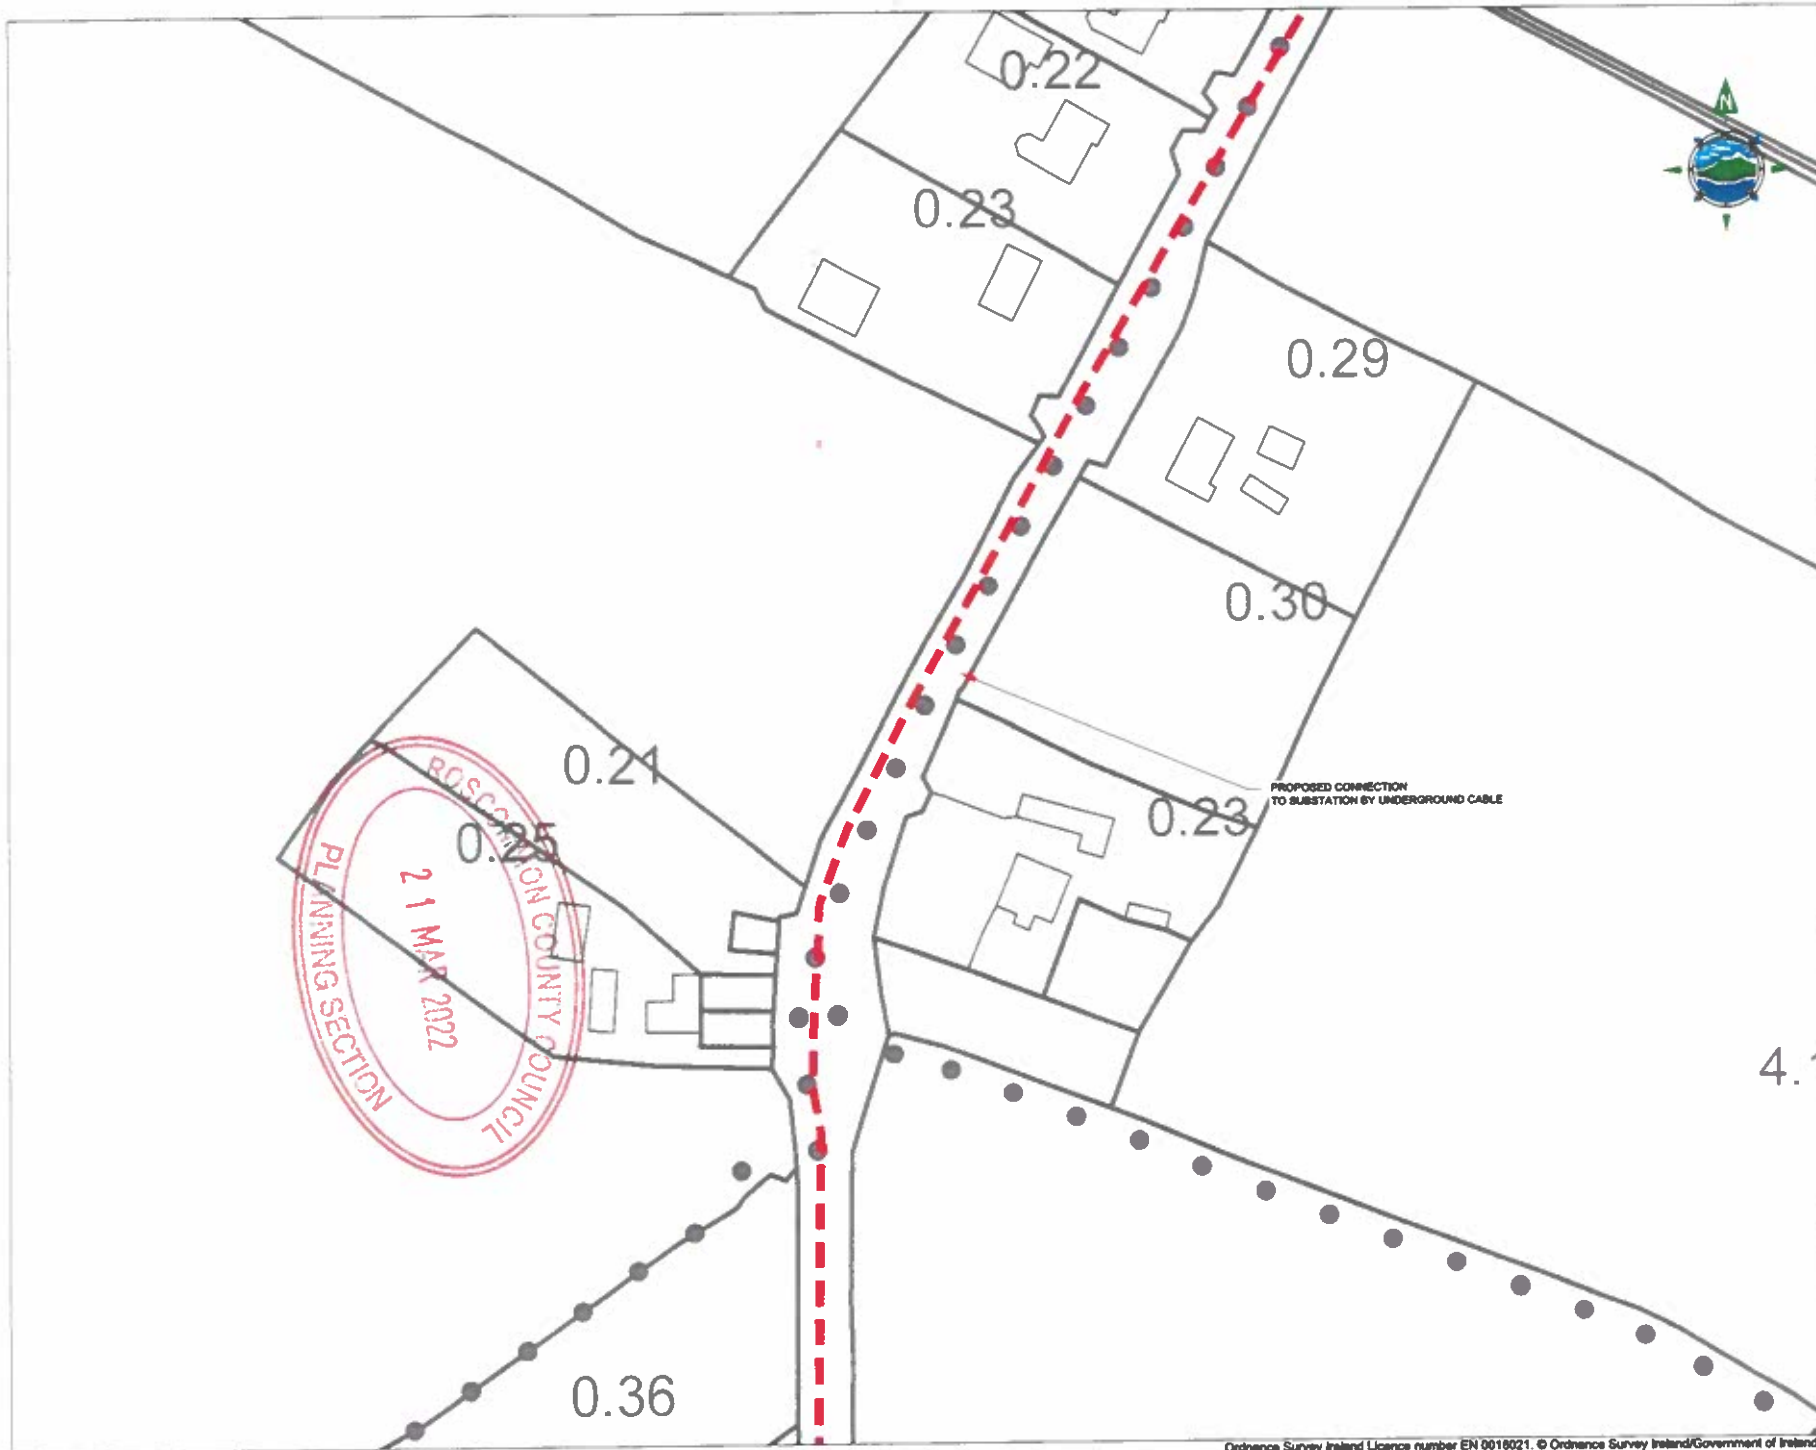 0.22
N
0.23
0.29
0.30
0.21
PROPOSED CONNECTION
TO SUBSTATION BY UNDERGROUND CABLE
0.23
0.25
ROSCOMMON COUNTY COUNCIL
21 MAR 2022
PLANNING SECTION
4.1
0.36
Ordnance Survey Ireland Licence number EN 0016021. © Ordnance Survey Ireland/Government of Ireland